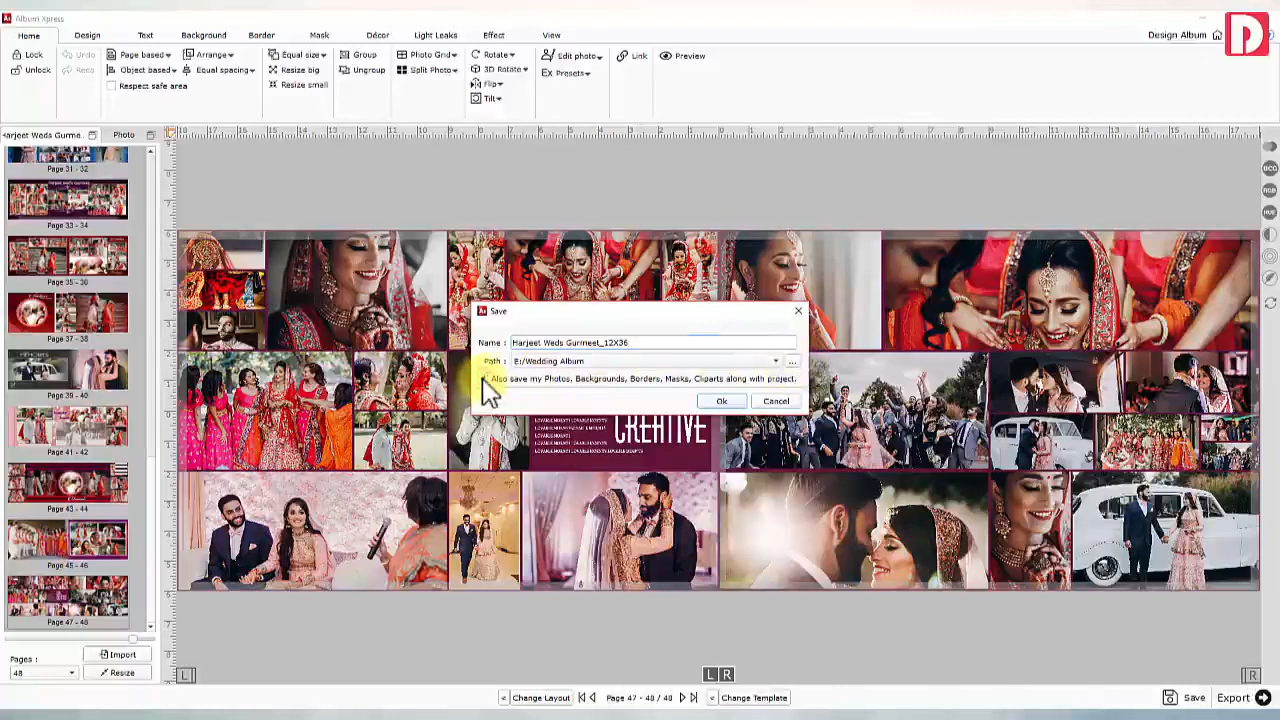 Album Xpress
Home Design Text Background Border Mask Décor Light Leaks Effect View Design Album
Lock Undo Page based Arrange Equal size Group Photo Grid Rotate Edit photo Link Preview
Unlock Redo Object based Equal spacing Resize big Ungroup Split Photo 3D Rotate Presets
Respect safe area Resize small Flip
Tilt
Harjeet Weds Gurme.. Photo
Page 31 - 32
Page 33 - 34
Page 35 - 36
Page 37 - 38
Page 39 - 40
Page 41 - 42
Page 43 - 44
Page 45 - 46
Page 47 - 48
Save
Name : Harjeet Weds Gurmeet_12X36
Path : E:/Wedding Album ...
Also save my Photos, Backgrounds, Borders, Masks, Cliparts along with project.
Ok Cancel
CREATIVE
BCG
RGB
HUE
Pages : Import
48 Resize
L L R R
< Change Layout Page 47 - 48 / 48 < Change Template Save Export